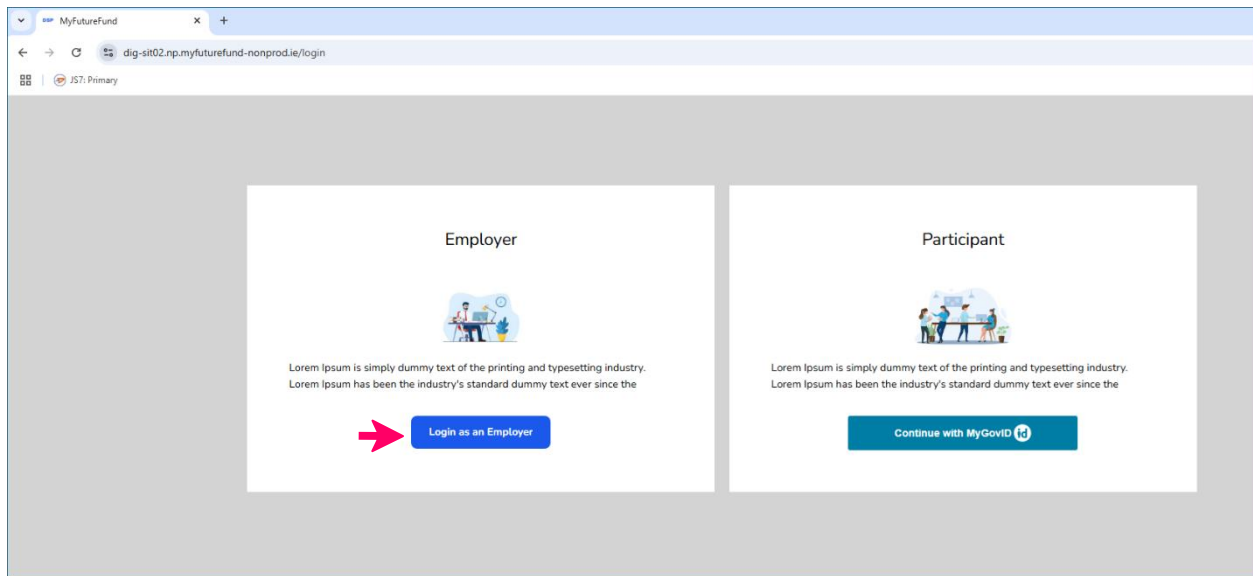 DSP MyFutureFund
dig-sit02.np.myfuturefund-nonprod.ie/login
JS7: Primary
Employer
Lorem Ipsum is simply dummy text of the printing and typesetting industry.
Lorem Ipsum has been the industry's standard dummy text ever since the
Login as an Employer
Participant
Lorem Ipsum is simply dummy text of the printing and typesetting industry.
Lorem Ipsum has been the industry's standard dummy text ever since the
Continue with MyGovID id